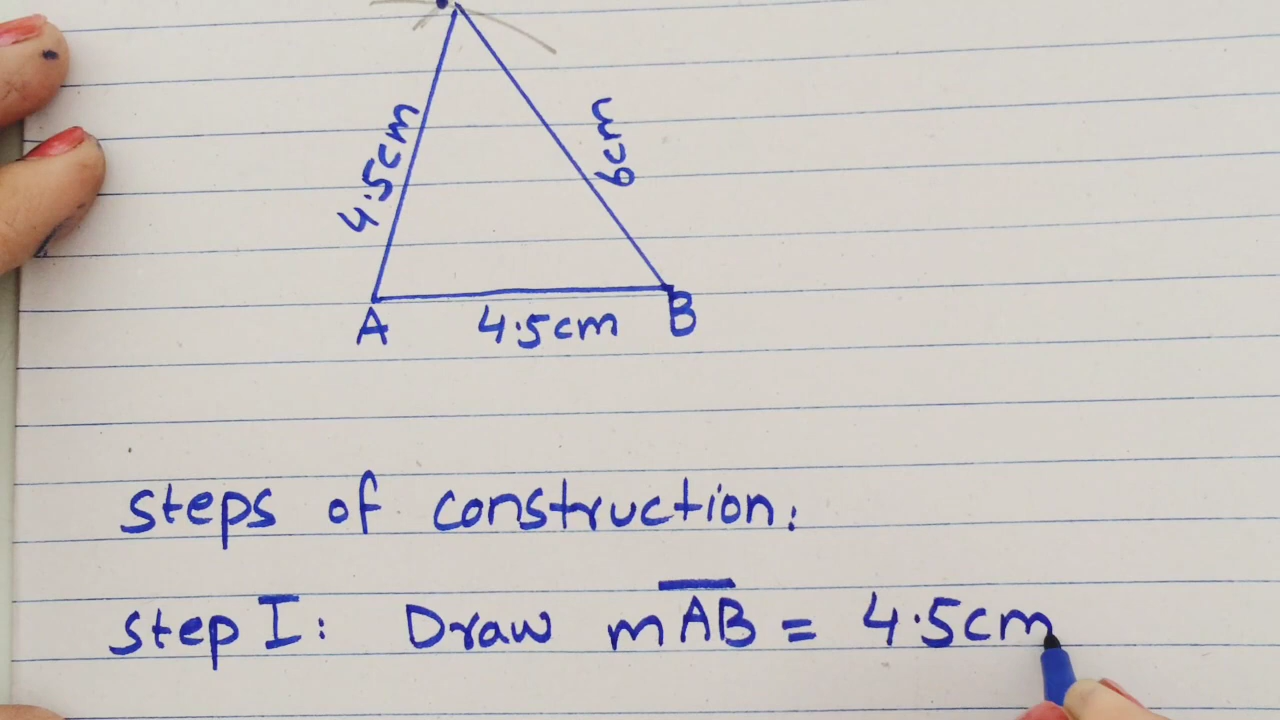 4.5cm
6cm
A 4.5cm B
steps of construction:
step I: Draw mAB = 4.5cm